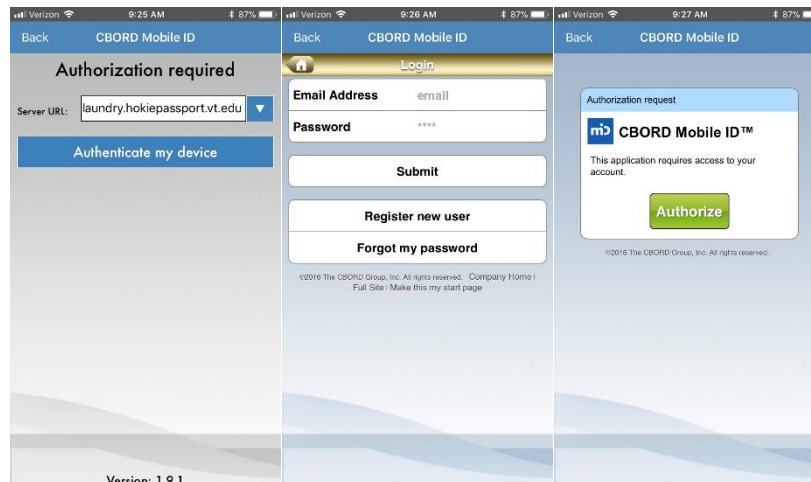 Verizon 9:25 AM 87%
Back CBORD Mobile ID
Authorization required
Server URL: laundry.hokiepassport.vt.edu
Authenticate my device
Version: 1.9.1
Verizon 9:26 AM 87%
Back CBORD Mobile ID
Login
Email Address email
Password ****
Submit
Register new user
Forgot my password
©2016 The CBORD Group, Inc. All rights reserved. Company Home |
Full Site | Make this my start page
Verizon 9:27 AM 87%
Back CBORD Mobile ID
Authorization request
mi CBORD Mobile ID™
This application requires access to your
account.
Authorize
©2016 The CBORD Group, Inc. All rights reserved.